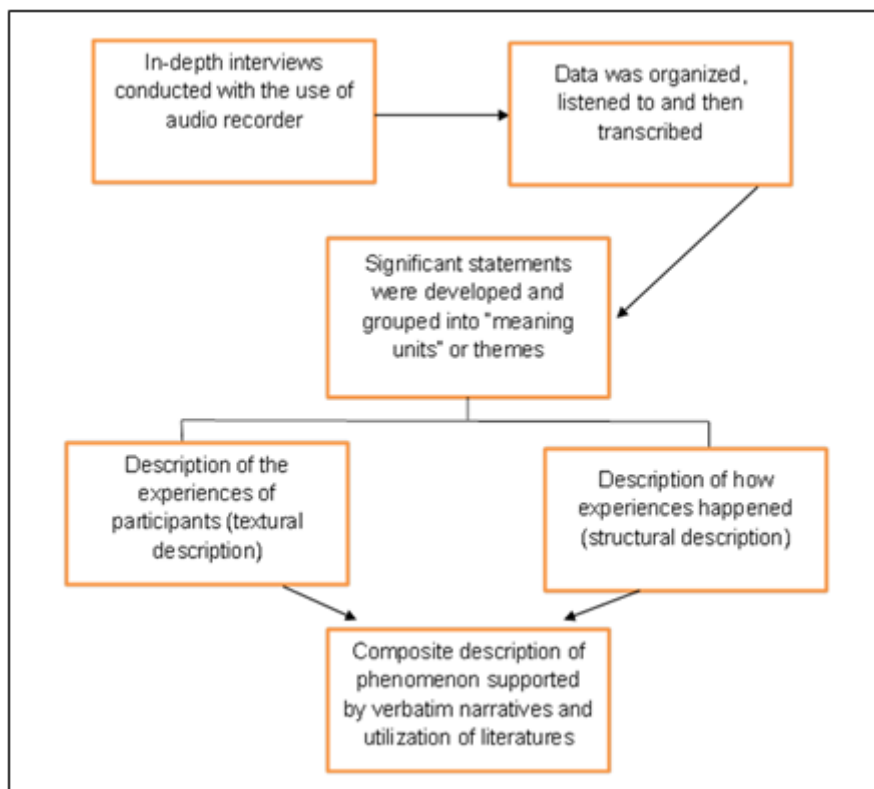 In-depth interviews
conducted with the use of
audio recorder
Data was organized,
listened to and then
transcribed
Significant statements
were developed and
grouped into "meaning
units" or themes
Description of the
experiences of
participants (textural
description)
Description of how
experiences happened
(structural description)
Composite description of
phenomenon supported
by verbatim narratives and
utilization of literatures